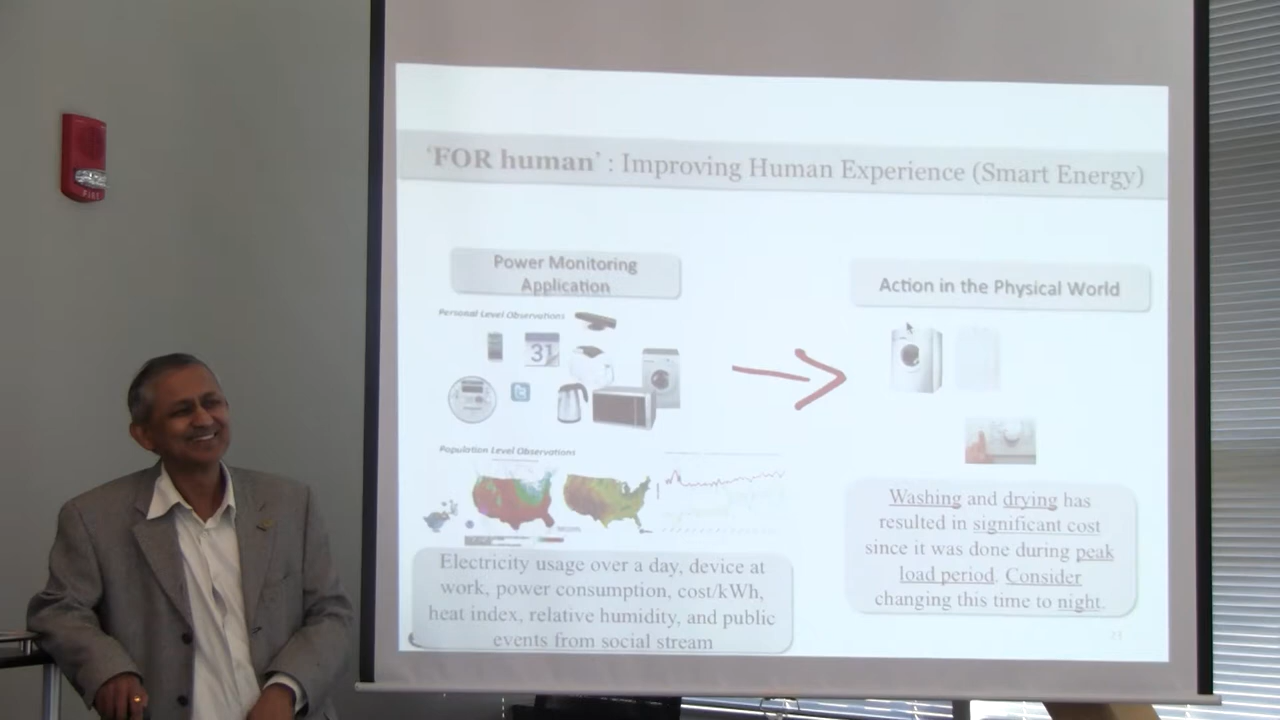 FIRE
'FOR human' : Improving Human Experience (Smart Energy)
Power Monitoring
Application
Personal Level Observations
31
Population Level Observations
Electricity usage over a day, device at
work, power consumption, cost/kWh,
heat index, relative humidity, and public
events from social stream
Action in the Physical World
Washing and drying has
resulted in significant cost
since it was done during peak
load period. Consider
changing this time to night.